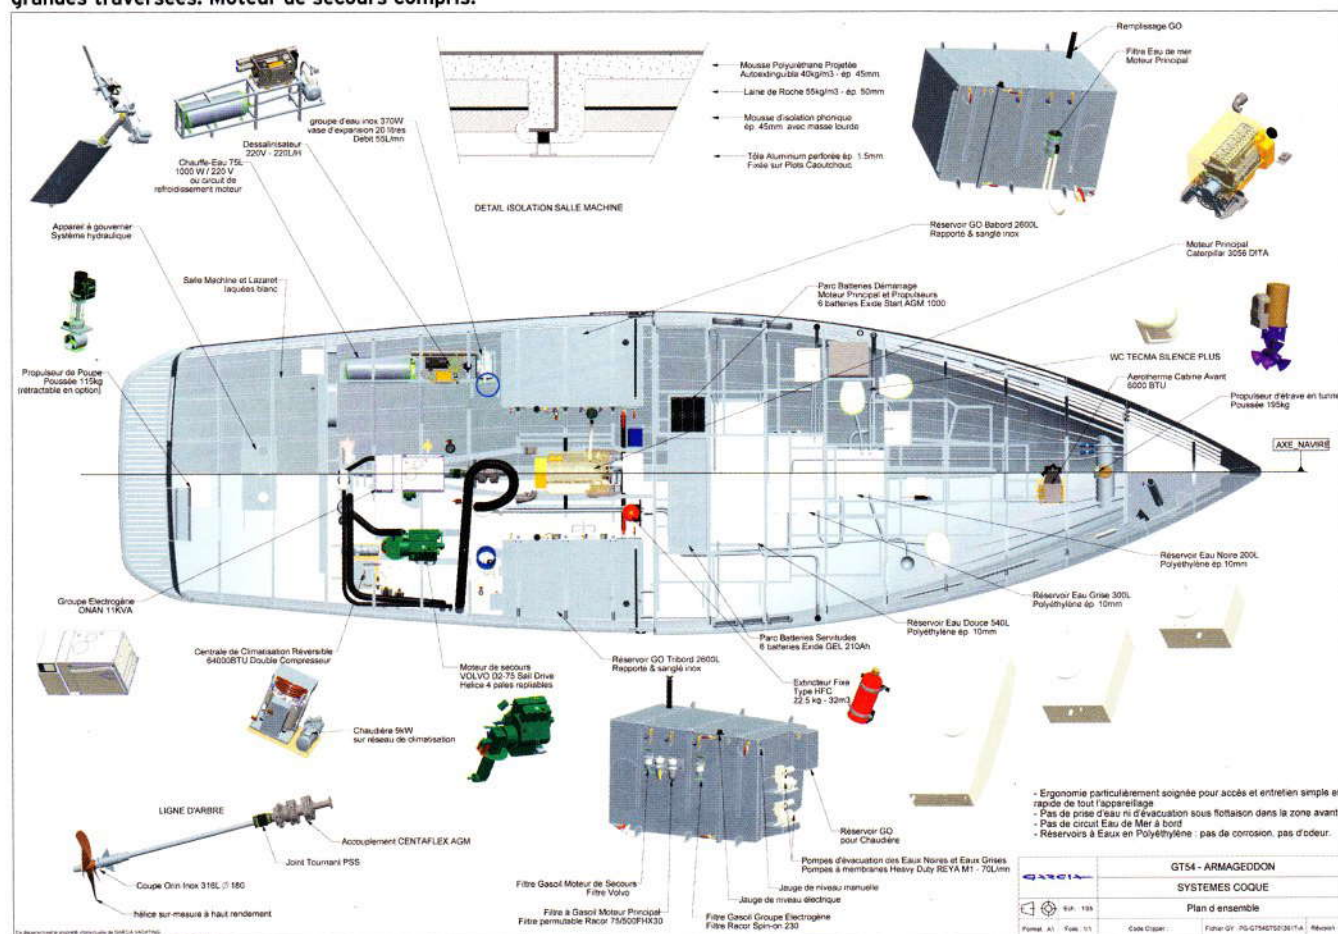 grandes traversées. Moteur de secours compris.
Remplissage GO
Filtre Eau de mer
Moteur Principal
Mousse Polyuréthane Projetée
Autoextinguible 40kg/m3 - ép. 45mm
Laine de Roche 55kg/m3 - ép. 50mm
Mousse d'isolation phonique
ép. 45mm avec masse lourde
Tôle Aluminium perforée ép. 1.5mm
Fixée sur Plots Caoutchouc
DETAIL ISOLATION SALLE MACHINE
groupe d'eau inox 370W
vase d'expansion 20 litres
Débit 55L/mn
Dessalinisateur
220V - 220L/H
Chauffe-Eau 75L
1000 W / 220 V
ou circuit de
refroidissement moteur
Appareil à gouverner
Système hydraulique
Réservoir GO Babord 2600L
Rapporté & sanglé inox
Moteur Principal
Caterpillar 3056 DITA
Salle Machine et Lazaret
laquées blanc
Parc Batteries Démarrage
Moteur Principal et Propulseurs
6 batteries Exide Start AGM 1000
WC TECMA SILENCE PLUS
Aérotherme Cabine Avant
6000 BTU
Propulseur de Poupe
Poussée 115kg
(rétractable en option)
Propulseur d'étrave en tunne
Poussée 195kg
AXE NAVIRE
Réservoir Eau Noire 200L
Polyéthylène ép.10mm
Réservoir Eau Grise 300L
Polyéthylène ép. 10mm
Réservoir Eau Douce 540L
Polyéthylène ép. 10mm
Groupe Electrogène
ONAN 11KVA
Parc Batteries Servitudes
6 batteries Exide GEL 210Ah
Centrale de Climatisation Réversible
64000BTU Double Compresseur
Moteur de secours
VOLVO D2-75 Sail Drive
Hélice 4 pales repliables
Réservoir GO Tribord 2600L
Rapporté & sanglé inox
Extincteur Fixe
Type HFC
22.5 kg - 32m3
Chaudière 5kW
sur réseau de climatisation
LIGNE D'ARBRE
Accouplement CENTAFLEX AGM
Joint Tournant PSS
Coupe Orin Inox 316L ∅ 180
hélice sur-mesure à haut rendement
Réservoir GO
pour Chaudière
Pompes d'évacuation des Eaux Noires et Eaux Grises
Pompes à membranes Heavy Duty REYA M1 - 70L/mn
Jauge de niveau manuelle
Jauge de niveau électrique
Filtre Gasoil Moteur de Secours
Filtre Volvo
Filtre à Gasoil Moteur Principal
Filtre permutable Racor 75/500FHX30
Filtre Gasoil Groupe Electrogène
Filtre Racor Spin-on 230
- Ergonomie particulièrement soignée pour accès et entretien simple et
rapide de tout l'appareillage
- Pas de prise d'eau ni d'évacuation sous flottaison dans la zone avant
- Pas de circuit Eau de Mer à bord
- Réservoirs à Eaux en Polyéthylène : pas de corrosion, pas d'odeur.
GARCIA
GT54 - ARMAGEDDON
SYSTEMES COQUE
Plan d'ensemble
Format A1
Folio 1/1